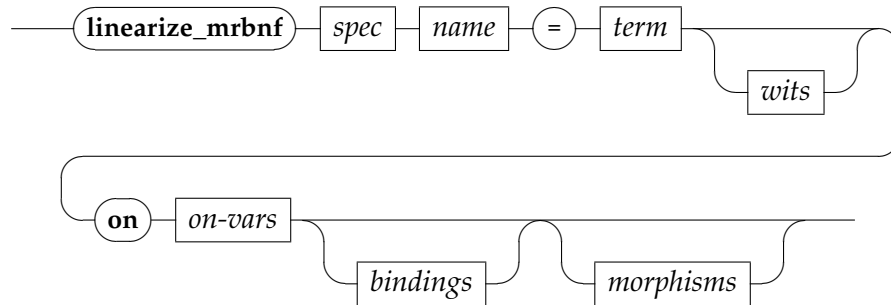 linearize_mrbnf spec name = term
wits
on on-vars
bindings morphisms